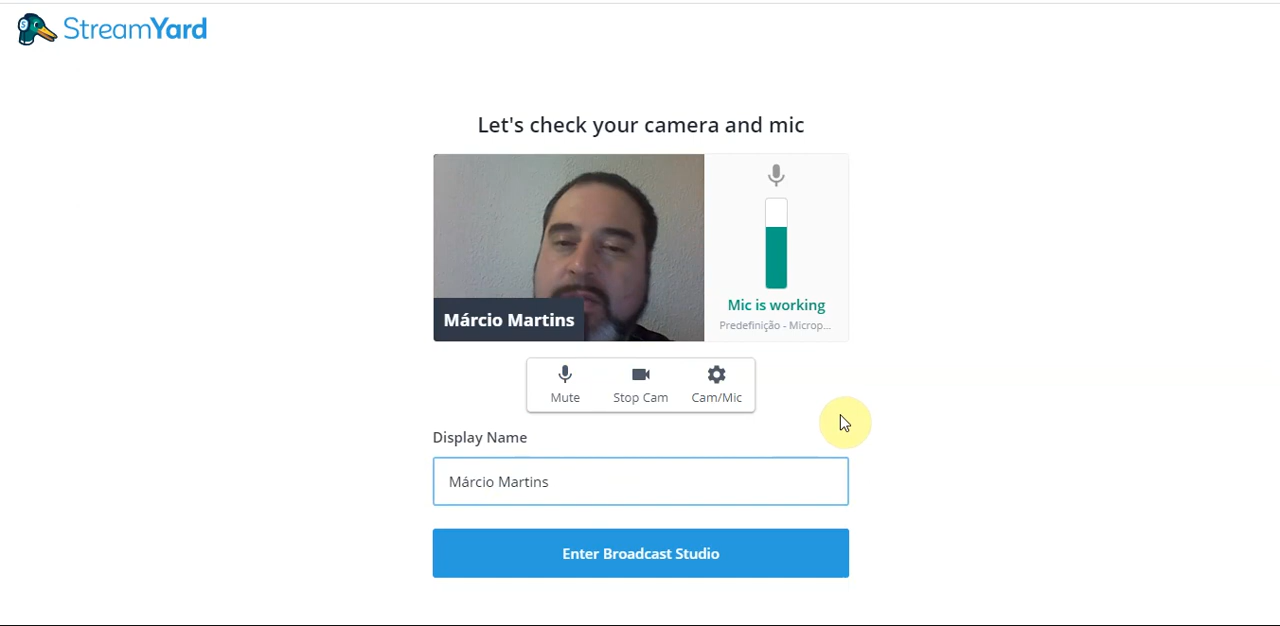 StreamYard
Let's check your camera and mic
Márcio Martins
Mic is working
Predefinição - Microp...
Mute
Stop Cam
Cam/Mic
Display Name
Márcio Martins
Enter Broadcast Studio